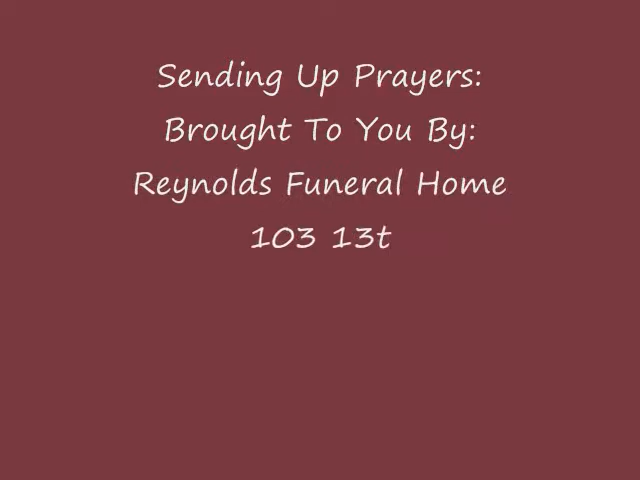 Sending Up Prayers:
Brought To You By:
Reynolds Funeral Home
103 13t